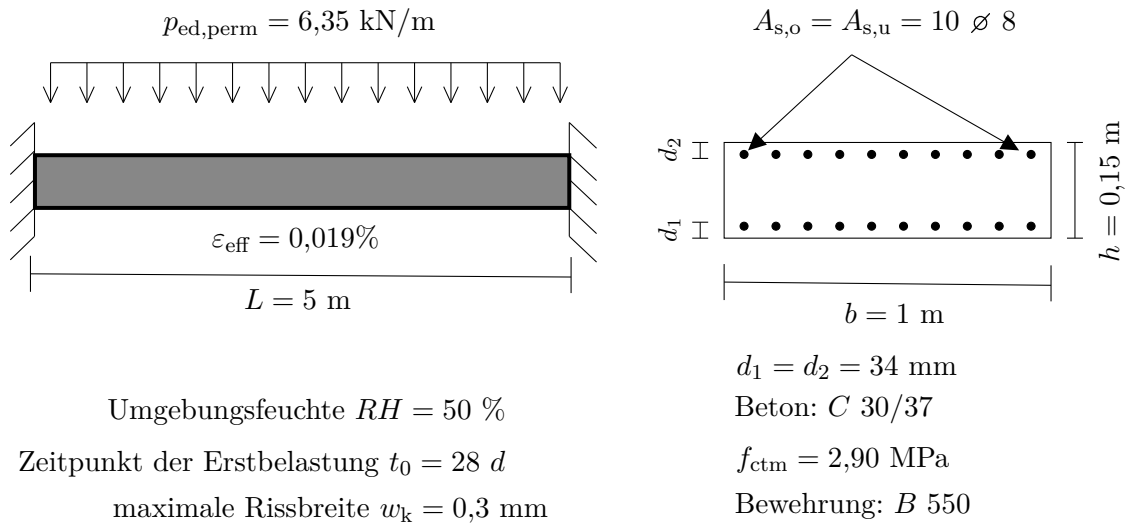 p_ed,perm = 6,35 kN/m
A_s,o = A_s,u = 10 ⌀ 8
d_2
d_1
h = 0,15 m
ε_eff = 0,019%
L = 5 m
b = 1 m
d_1 = d_2 = 34 mm
Umgebungsfeuchte RH = 50 %
Beton: C 30/37
Zeitpunkt der Erstbelastung t_0 = 28 d
f_ctm = 2,90 MPa
maximale Rissbreite w_k = 0,3 mm
Bewehrung: B 550